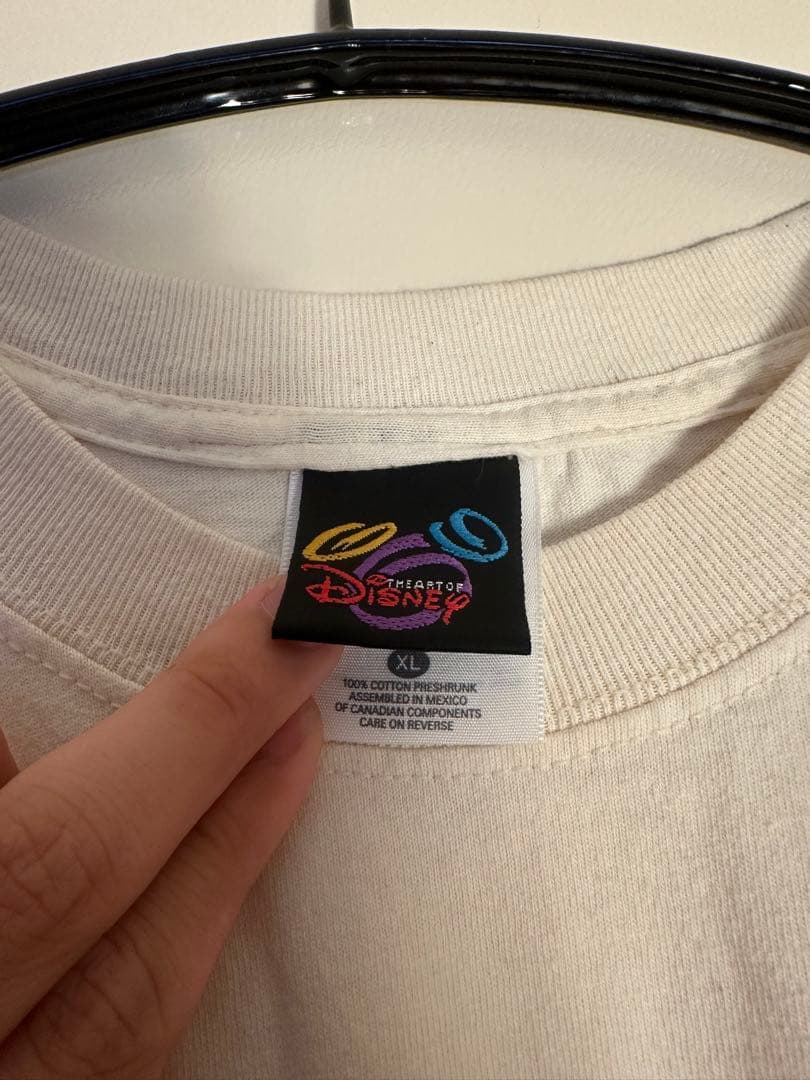 THE ART OF
DISNEY
XL
100% COTTON PRESHRUNK
ASSEMBLED IN MEXICO
OF CANADIAN COMPONENTS
CARE ON REVERSE